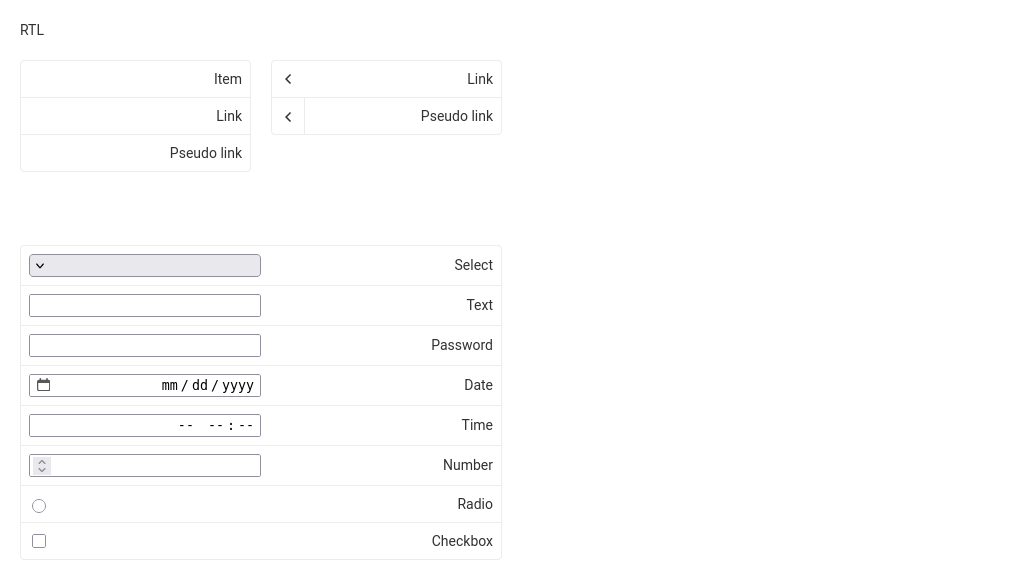 RTL
Item
Link
Pseudo link
Link
Pseudo link
Select
Text
Password
mm/dd/yyyy Date
-- --:-- Time
Number
Radio
Checkbox